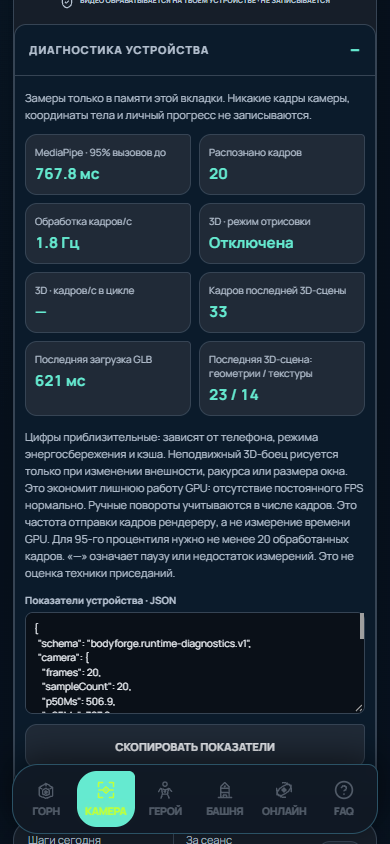 ВИДЕО ОБРАБАТЫВАЕТСЯ НА ТВОЁМ УСТРОЙСТВЕ · НЕ ЗАПИСЫВАЕТСЯ
ДИАГНОСТИКА УСТРОЙСТВА
−
Замеры только в памяти этой вкладки. Никакие кадры камеры,
координаты тела и личный прогресс не записываются.
MediaPipe · 95% вызовов до
767.8 мс
Распознано кадров
20
Обработка кадров/с
1.8 Гц
3D · режим отрисовки
Отключена
3D · кадров/с в цикле
—
Кадров последней 3D-сцены
33
Последняя загрузка GLB
621 мс
Последняя 3D-сцена:
геометрии / текстуры
23 / 14
Цифры приблизительные: зависят от телефона, режима
энергосбережения и кэша. Неподвижный 3D-боец рисуется
только при изменении внешности, ракурса или размера окна.
Это экономит лишнюю работу GPU: отсутствие постоянного FPS
нормально. Ручные повороты учитываются в числе кадров. Это
частота отправки кадров рендереру, а не измерение времени
GPU. Для 95-го процентиля нужно не менее 20 обработанных
кадров. «—» означает паузу или недостаток измерений. Это не
оценка техники приседаний.
Показатели устройства · JSON
{
"schema": "bodyforge.runtime-diagnostics.v1",
"camera": {
"frames": 20,
"sampleCount": 20,
"p50Ms": 506.9,
СКОПИРОВАТЬ ПОКАЗАТЕЛИ
ГОРН
КАМЕРА
ГЕРОЙ
БАШНЯ
ОНЛАЙН
FAQ
Шаги сегодня
За сеанс